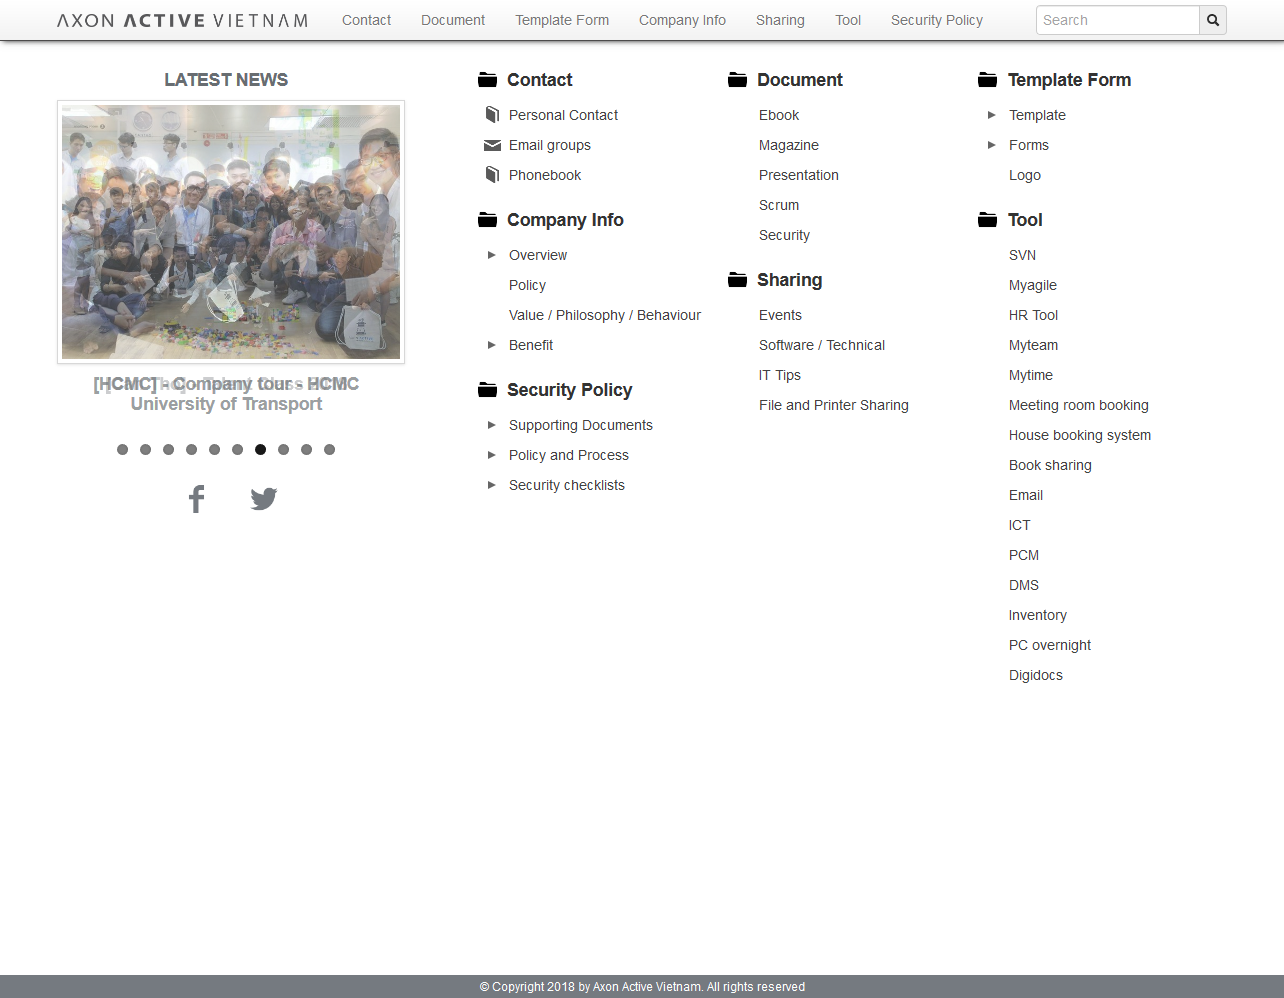 AXON ACTIVE VIETNAM
Contact
Document
Template Form
Company Info
Sharing
Tool
Security Policy
Search
LATEST NEWS
[HCMC] - Company tour - HCMC
University of Transport
Contact
Personal Contact
Email groups
Phonebook
Company Info
Overview
Policy
Value / Philosophy / Behaviour
Benefit
Security Policy
Supporting Documents
Policy and Process
Security checklists
Document
Ebook
Magazine
Presentation
Scrum
Security
Sharing
Events
Software / Technical
IT Tips
File and Printer Sharing
Template Form
Template
Forms
Logo
Tool
SVN
Myagile
HR Tool
Myteam
Mytime
Meeting room booking
House booking system
Book sharing
Email
ICT
PCM
DMS
Inventory
PC overnight
Digidocs
© Copyright 2018 by Axon Active Vietnam. All rights reserved